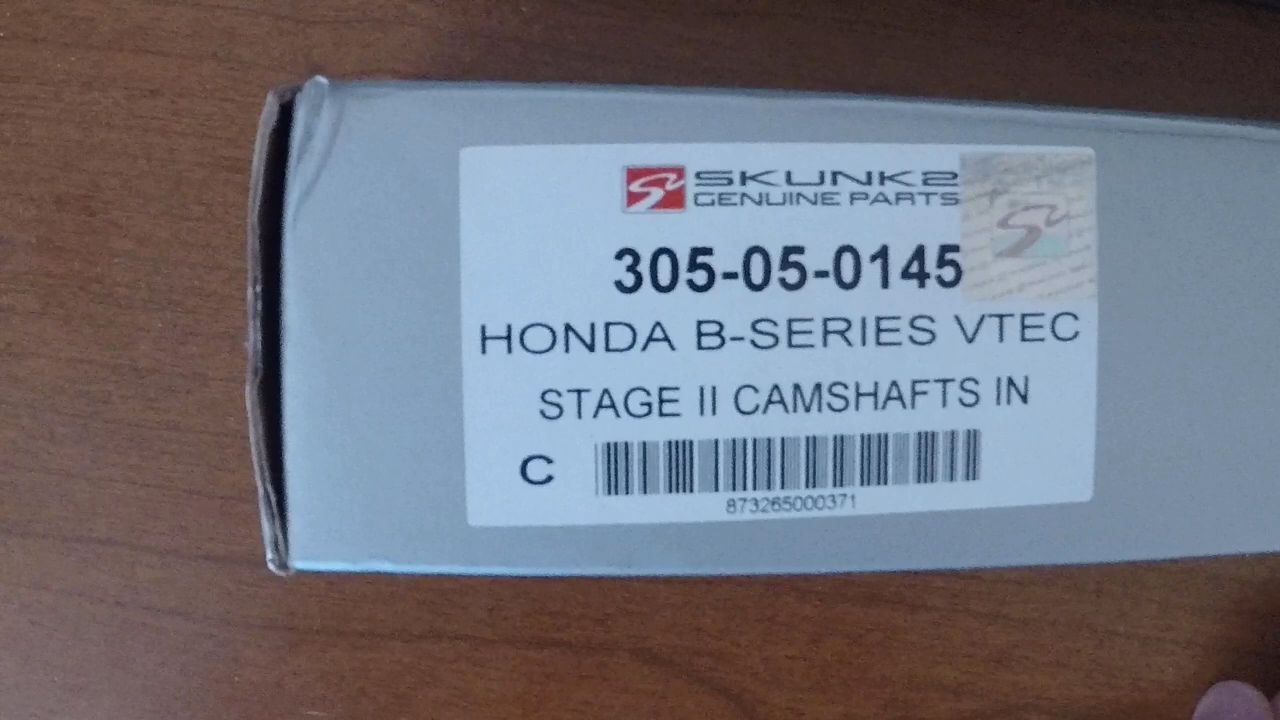 SKUNK2
GENUINE PARTS
305-05-0145
HONDA B-SERIES VTEC
STAGE II CAMSHAFTS IN
C
873265000371